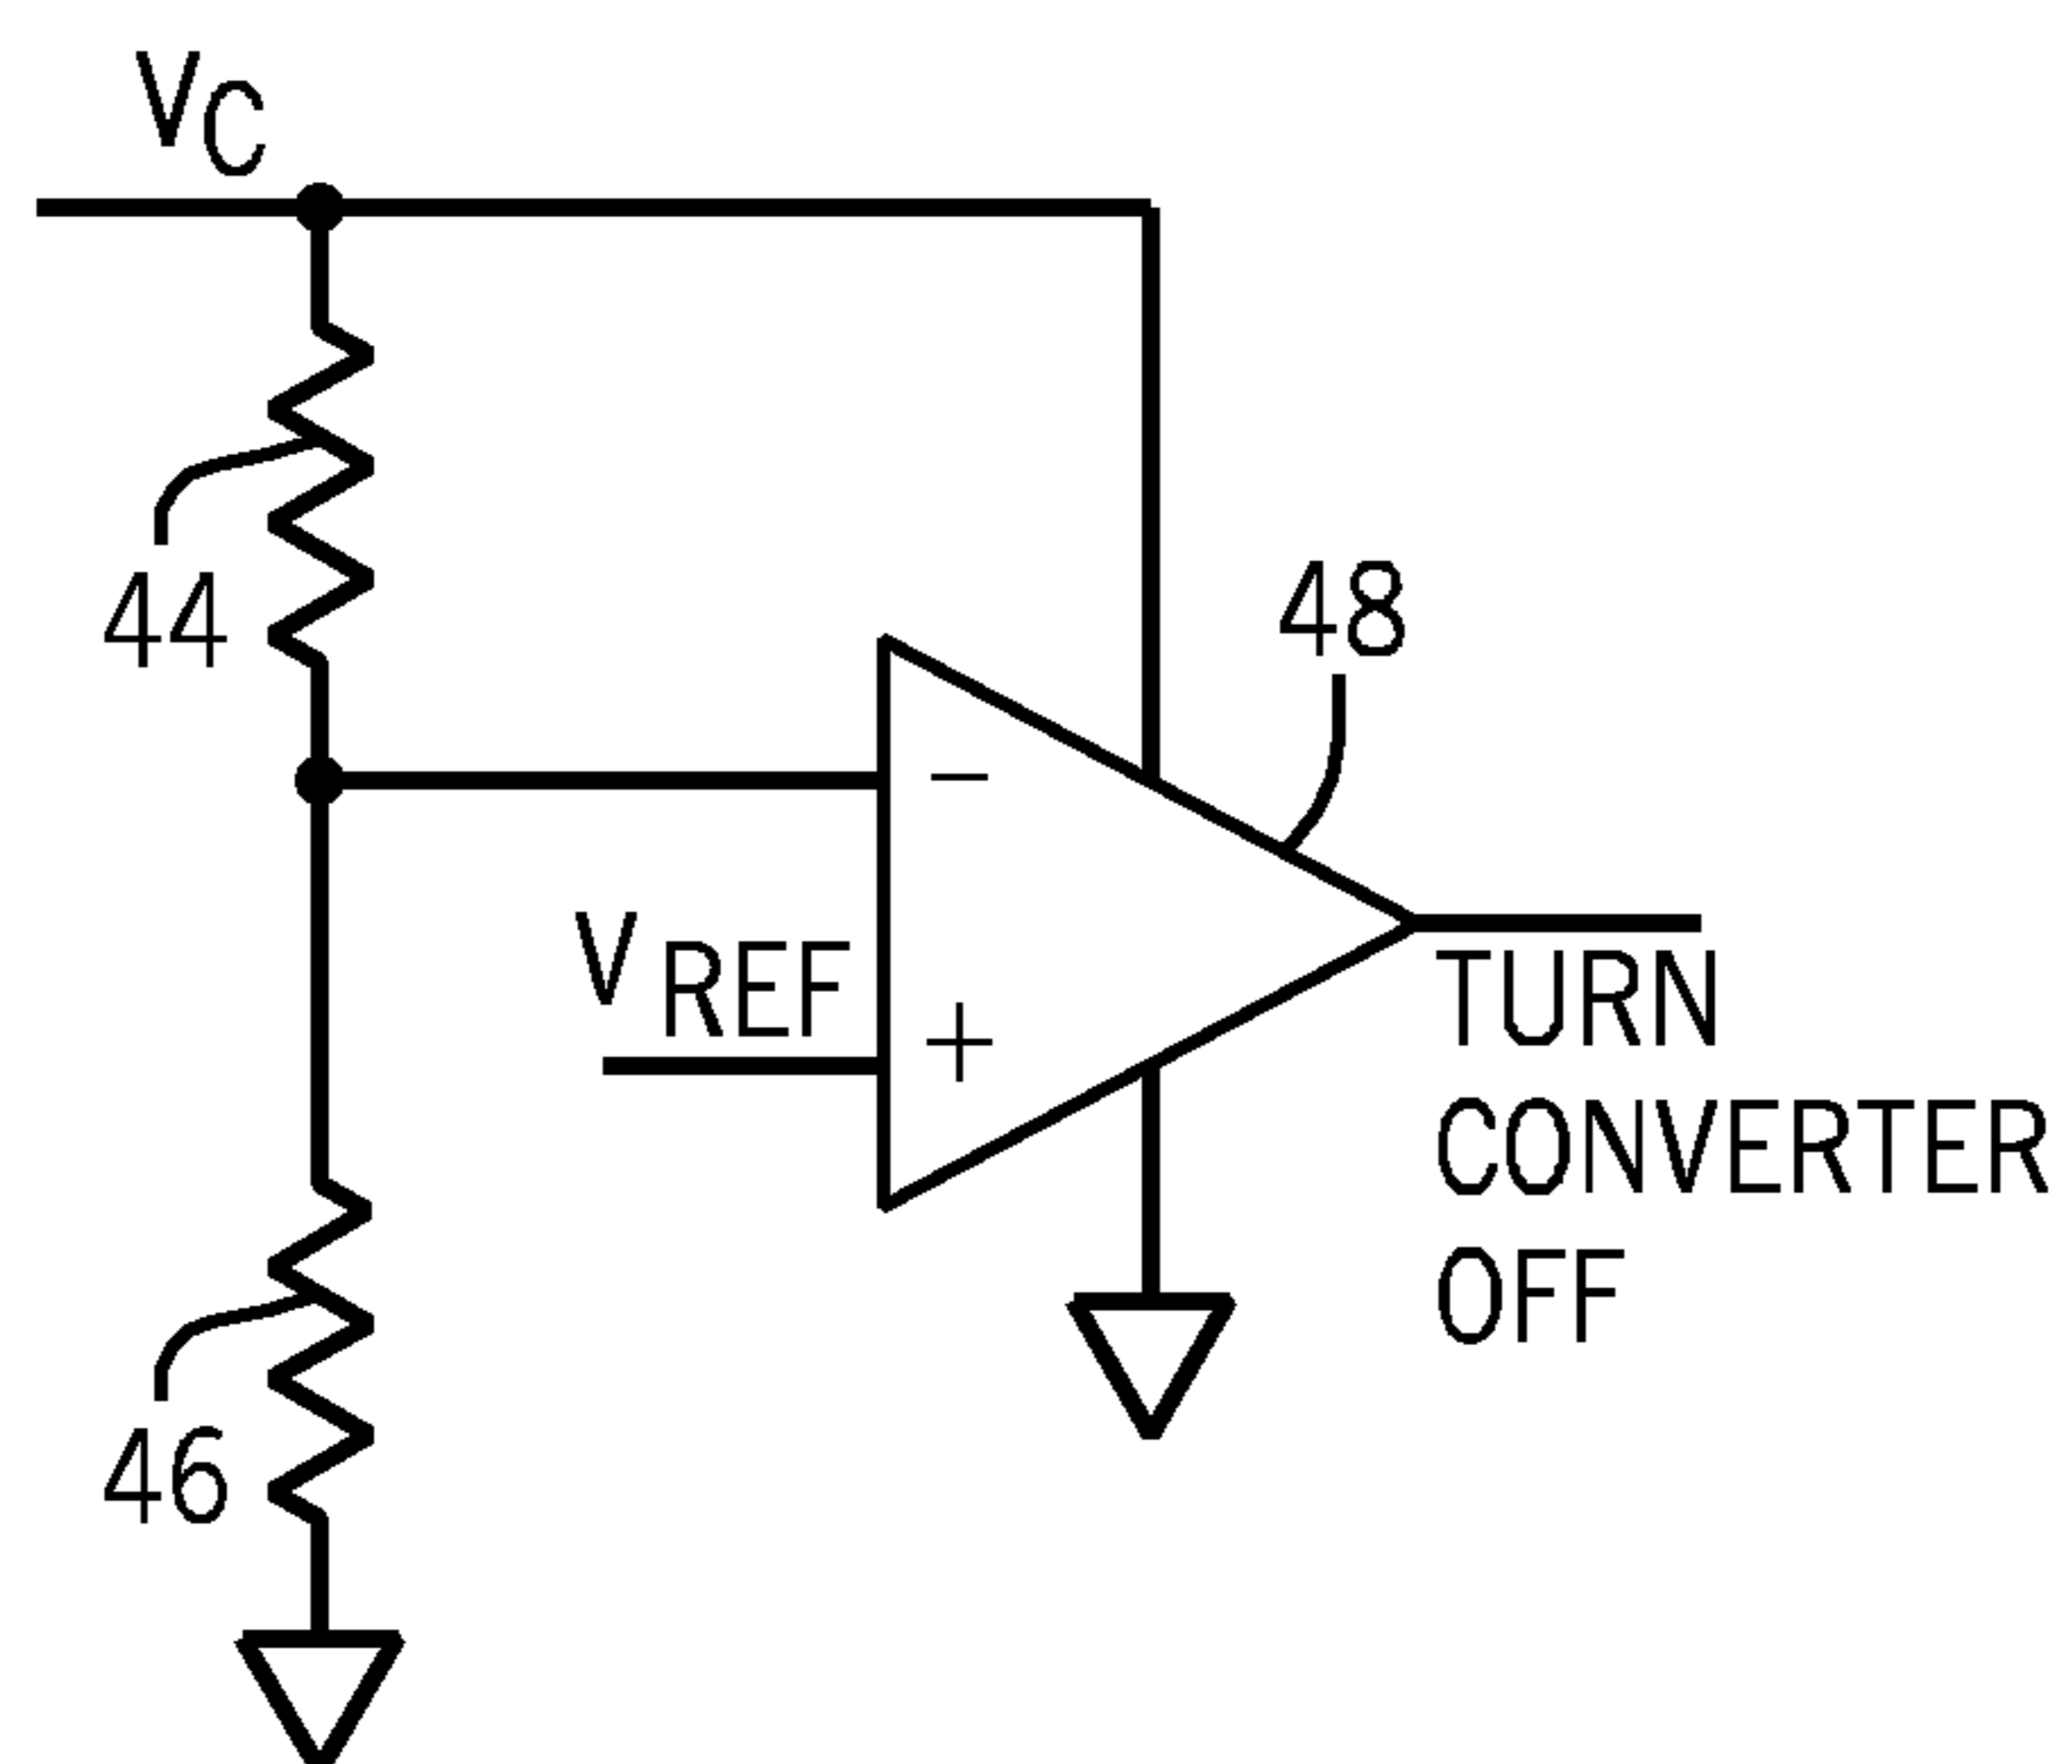 VC
44
48
−
VREF
+
TURN
CONVERTER
OFF
46